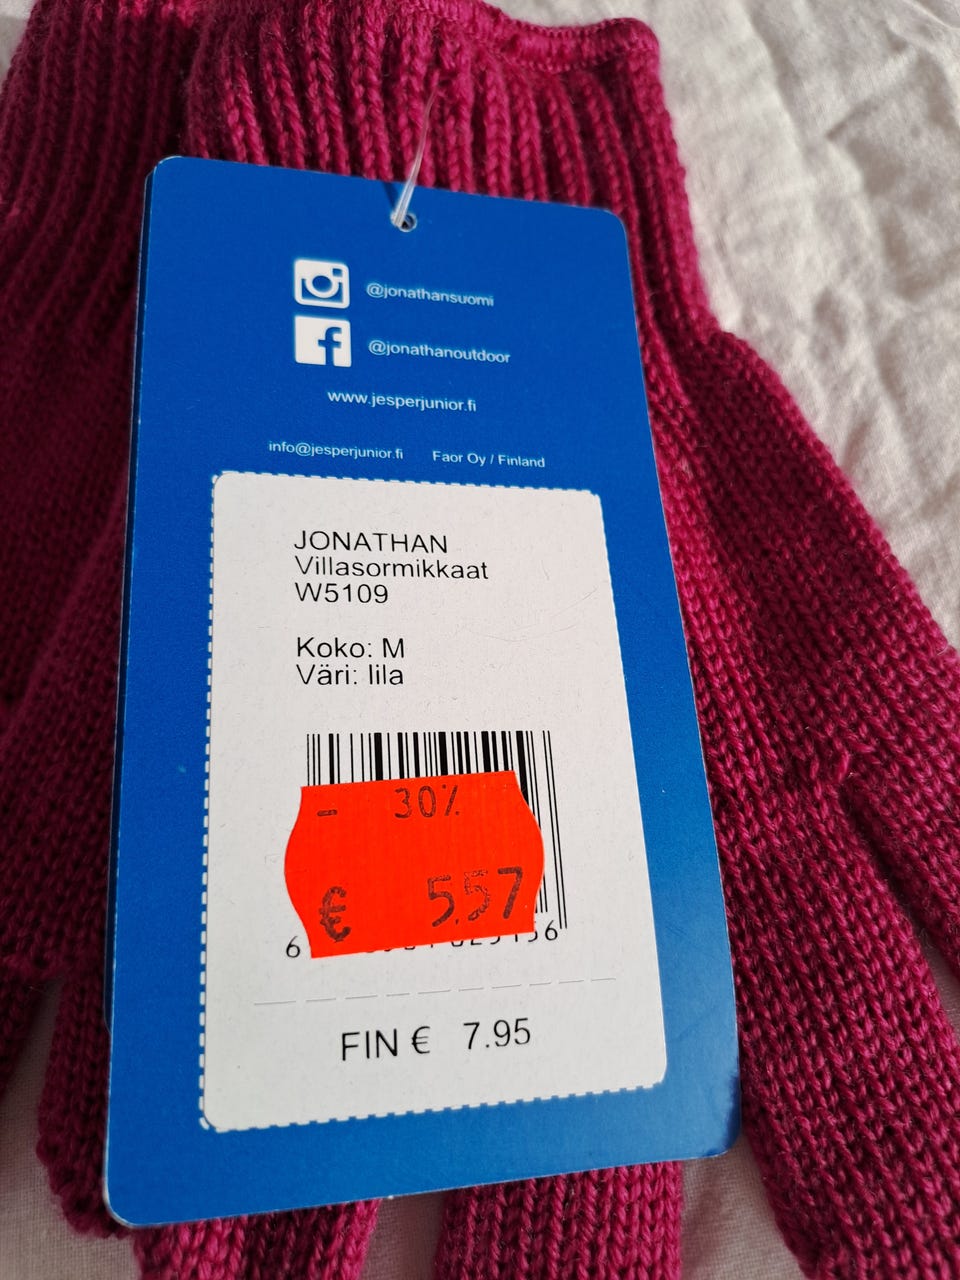 @jonathansuomi
@jonathanoutdoor
www.jesperjunior.fi
info@jesperjunior.fi Faor Oy / Finland
JONATHAN
Villasormikkaat
W5109
Koko: M
Väri: lila
- 30%
€ 5.57
FIN € 7.95